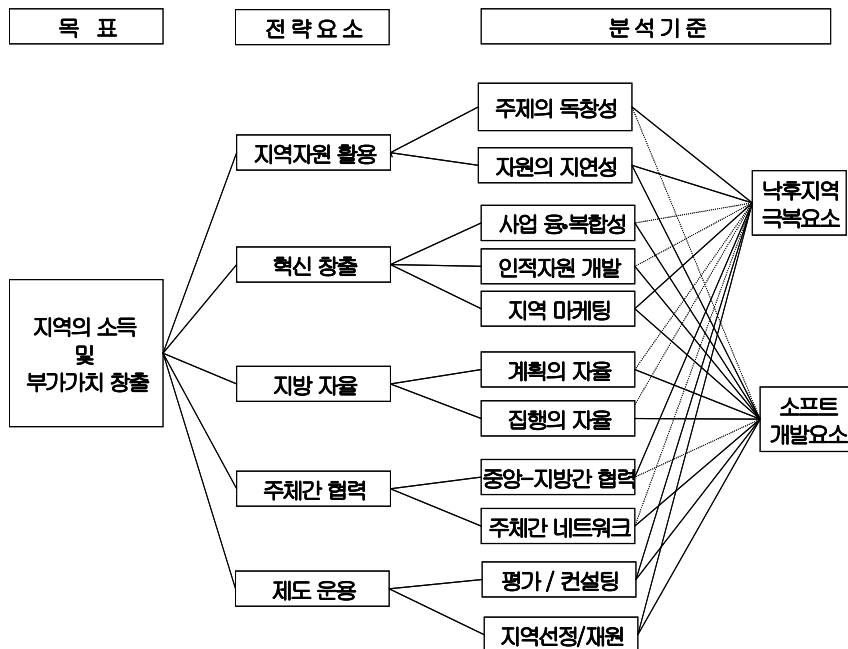 목 표
전략요소
분석기준
주제의 독창성
지역자원 활용
자원의 지연성
낙후지역
극복요소
사업 융·복합성
혁신 창출
인적자원 개발
지역 마케팅
지역의 소득
및
부가가치 창출
계획의 자율
지방 자율
집행의 자율
소프트
개발요소
중앙-지방간 협력
주체간 협력
주체간 네트워크
평가 / 컨설팅
제도 운용
지역선정/재원